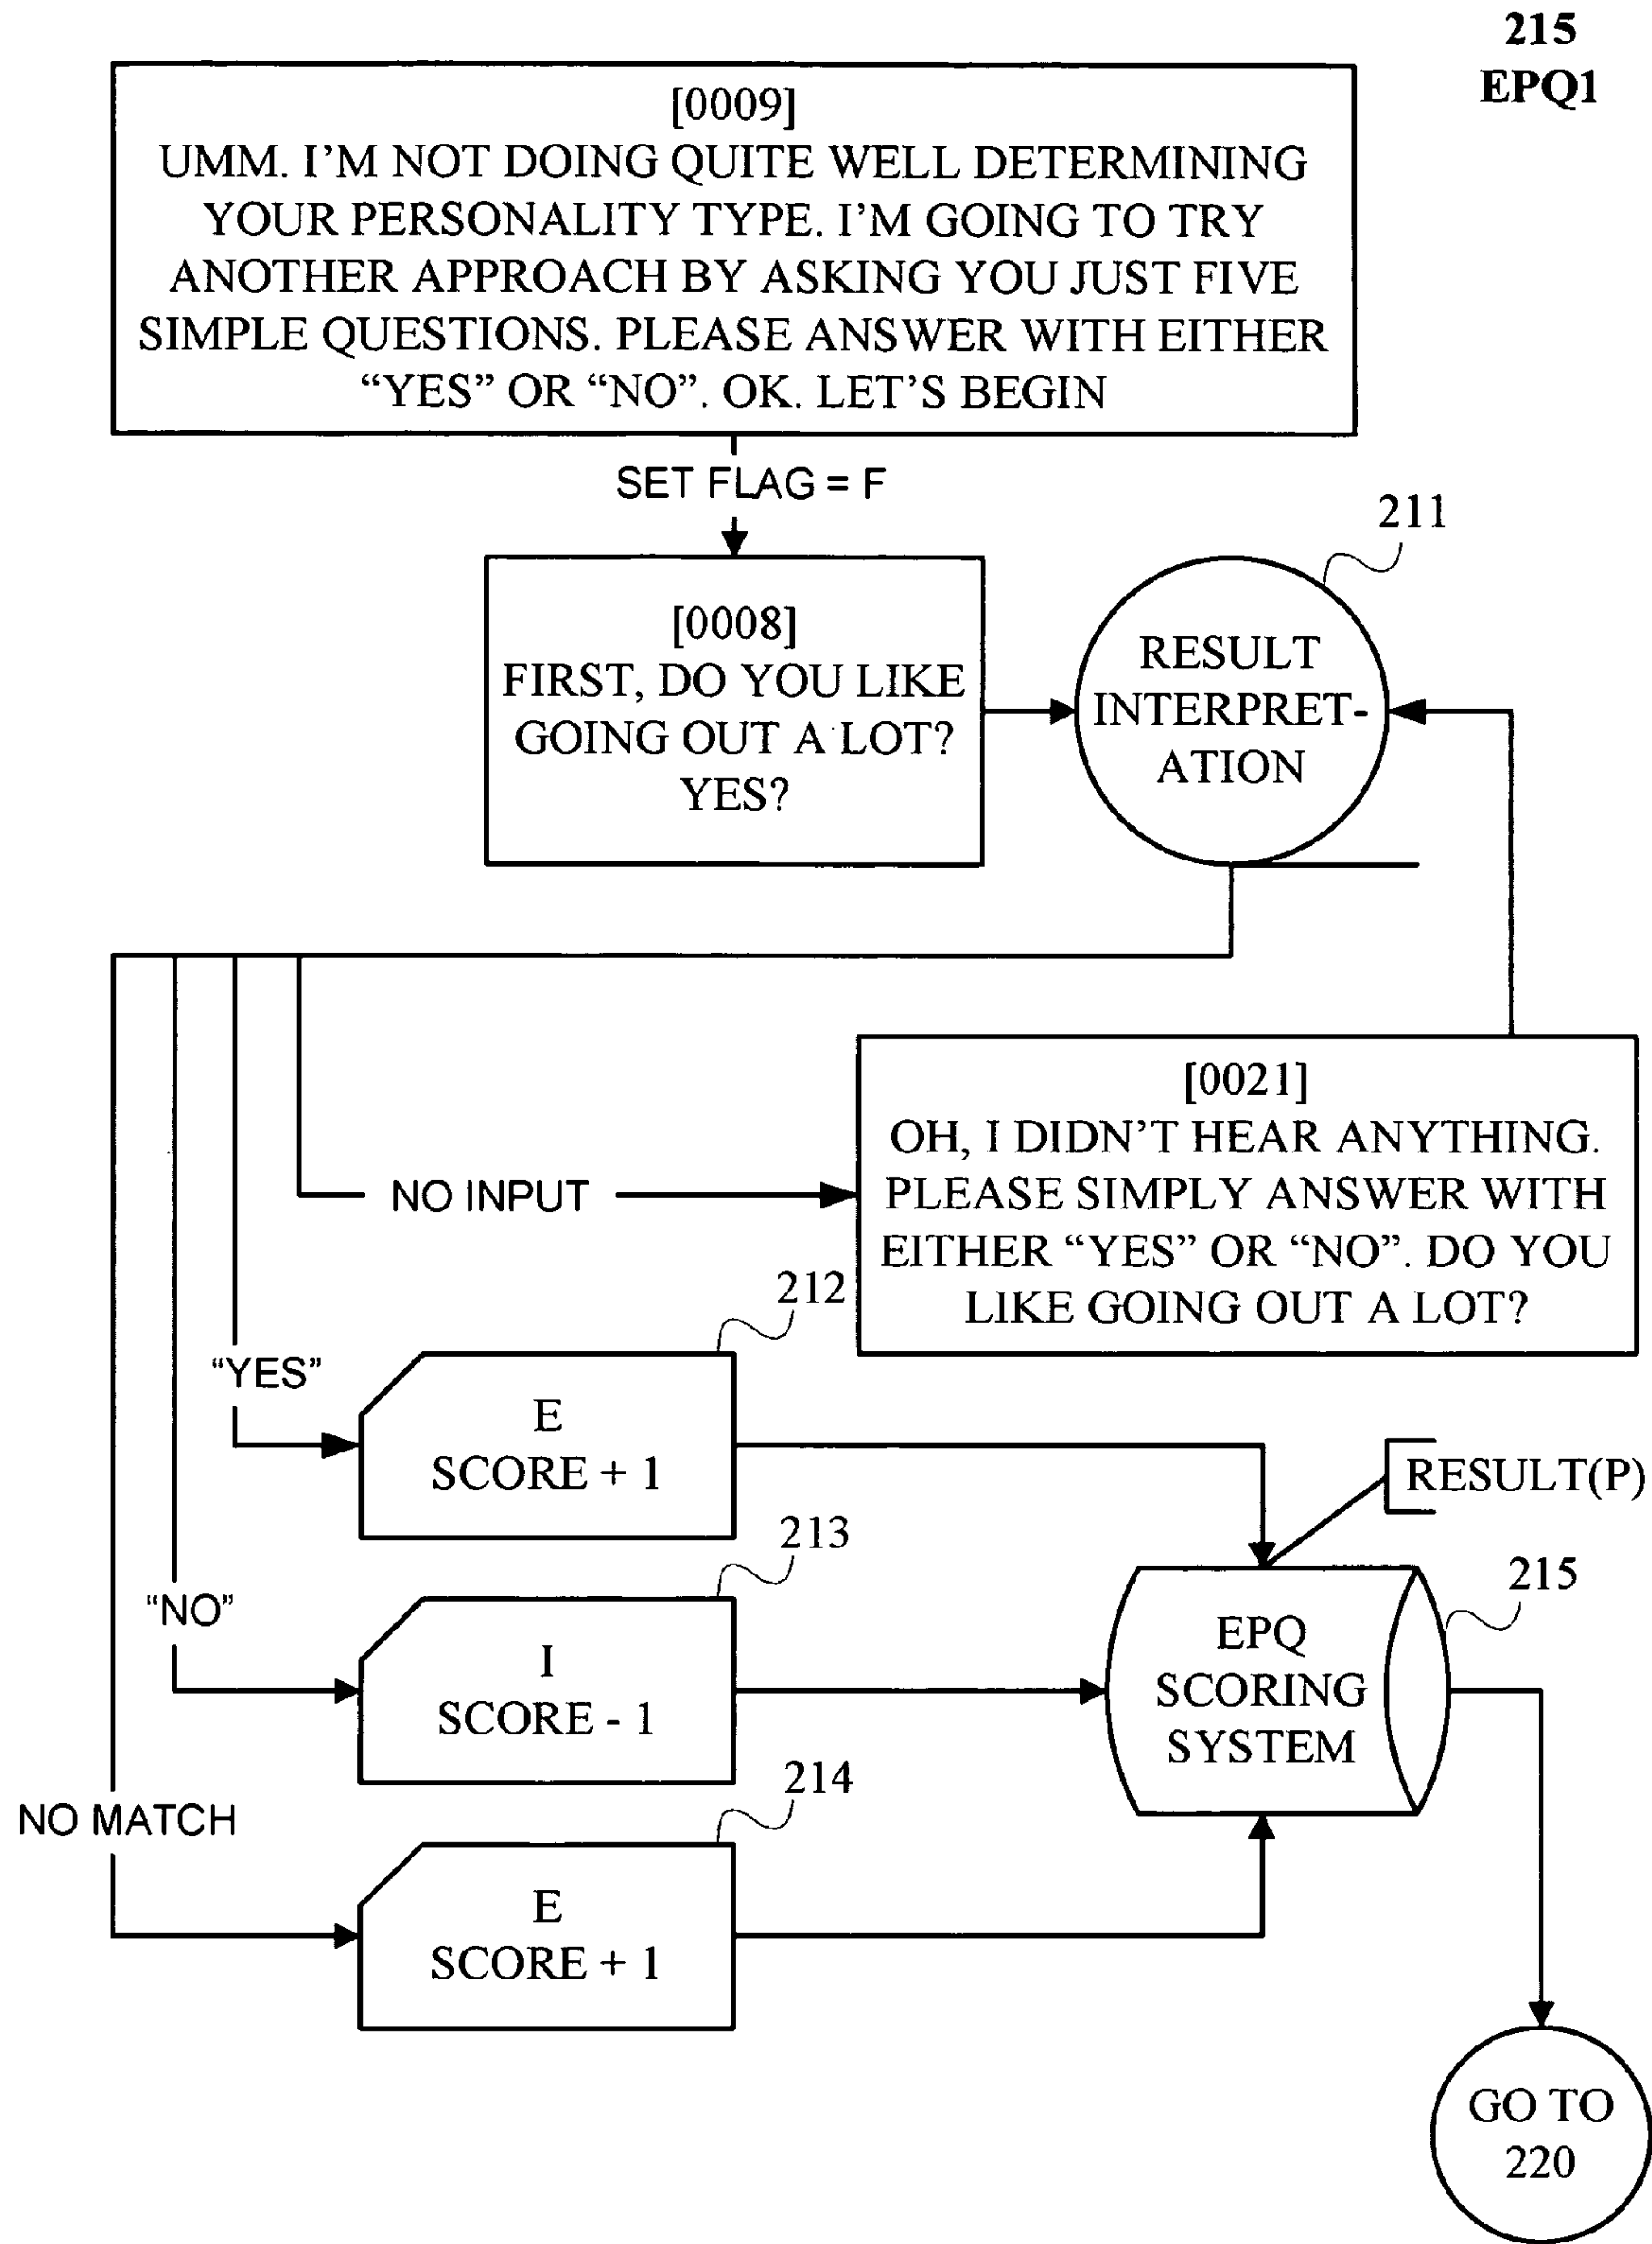 215
EPQ1
[0009]
UMM. I'M NOT DOING QUITE WELL DETERMINING
YOUR PERSONALITY TYPE. I'M GOING TO TRY
ANOTHER APPROACH BY ASKING YOU JUST FIVE
SIMPLE QUESTIONS. PLEASE ANSWER WITH EITHER
“YES” OR “NO”. OK. LET'S BEGIN
SET FLAG = F
211
[0008]
FIRST, DO YOU LIKE
GOING OUT A LOT?
YES?
RESULT
INTERPRET-
ATION
[0021]
OH, I DIDN'T HEAR ANYTHING.
PLEASE SIMPLY ANSWER WITH
EITHER “YES” OR “NO”. DO YOU
LIKE GOING OUT A LOT?
NO INPUT
212
“YES”
E
SCORE + 1
RESULT(P)
213
“NO”
I
SCORE - 1
215
EPQ
SCORING
SYSTEM
214
NO MATCH
E
SCORE + 1
GO TO
220